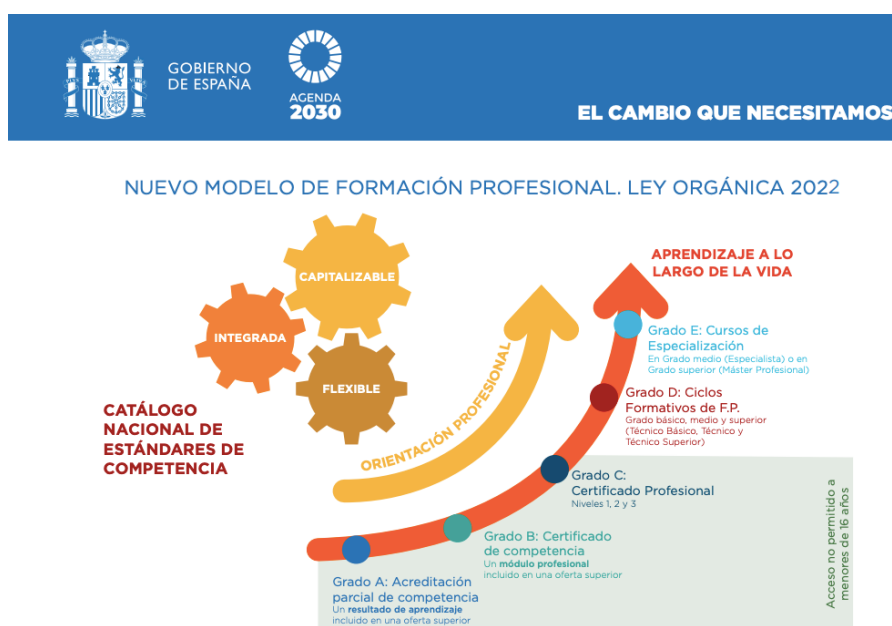 GOBIERNO
DE ESPAÑA
AGENDA
2030
EL CAMBIO QUE NECESITAMOS
NUEVO MODELO DE FORMACIÓN PROFESIONAL. LEY ORGÁNICA 2022
CAPITALIZABLE
INTEGRADA
FLEXIBLE
CATÁLOGO
NACIONAL DE
ESTÁNDARES DE
COMPETENCIA
ORIENTACIÓN PROFESIONAL
APRENDIZAJE A LO
LARGO DE LA VIDA
Grado E: Cursos de
Especialización
En Grado medio (Especialista) o en
Grado superior (Máster Profesional)
Grado D: Ciclos
Formativos de F.P.
Grado básico, medio y superior
(Técnico Básico, Técnico y
Técnico Superior)
Grado C:
Certificado Profesional
Niveles 1, 2 y 3
Grado B: Certificado
de competencia
Un módulo profesional
incluido en una oferta superior
Grado A: Acreditación
parcial de competencia
Un resultado de aprendizaje
incluido en una oferta superior
Acceso no permitido a
menores de 16 años